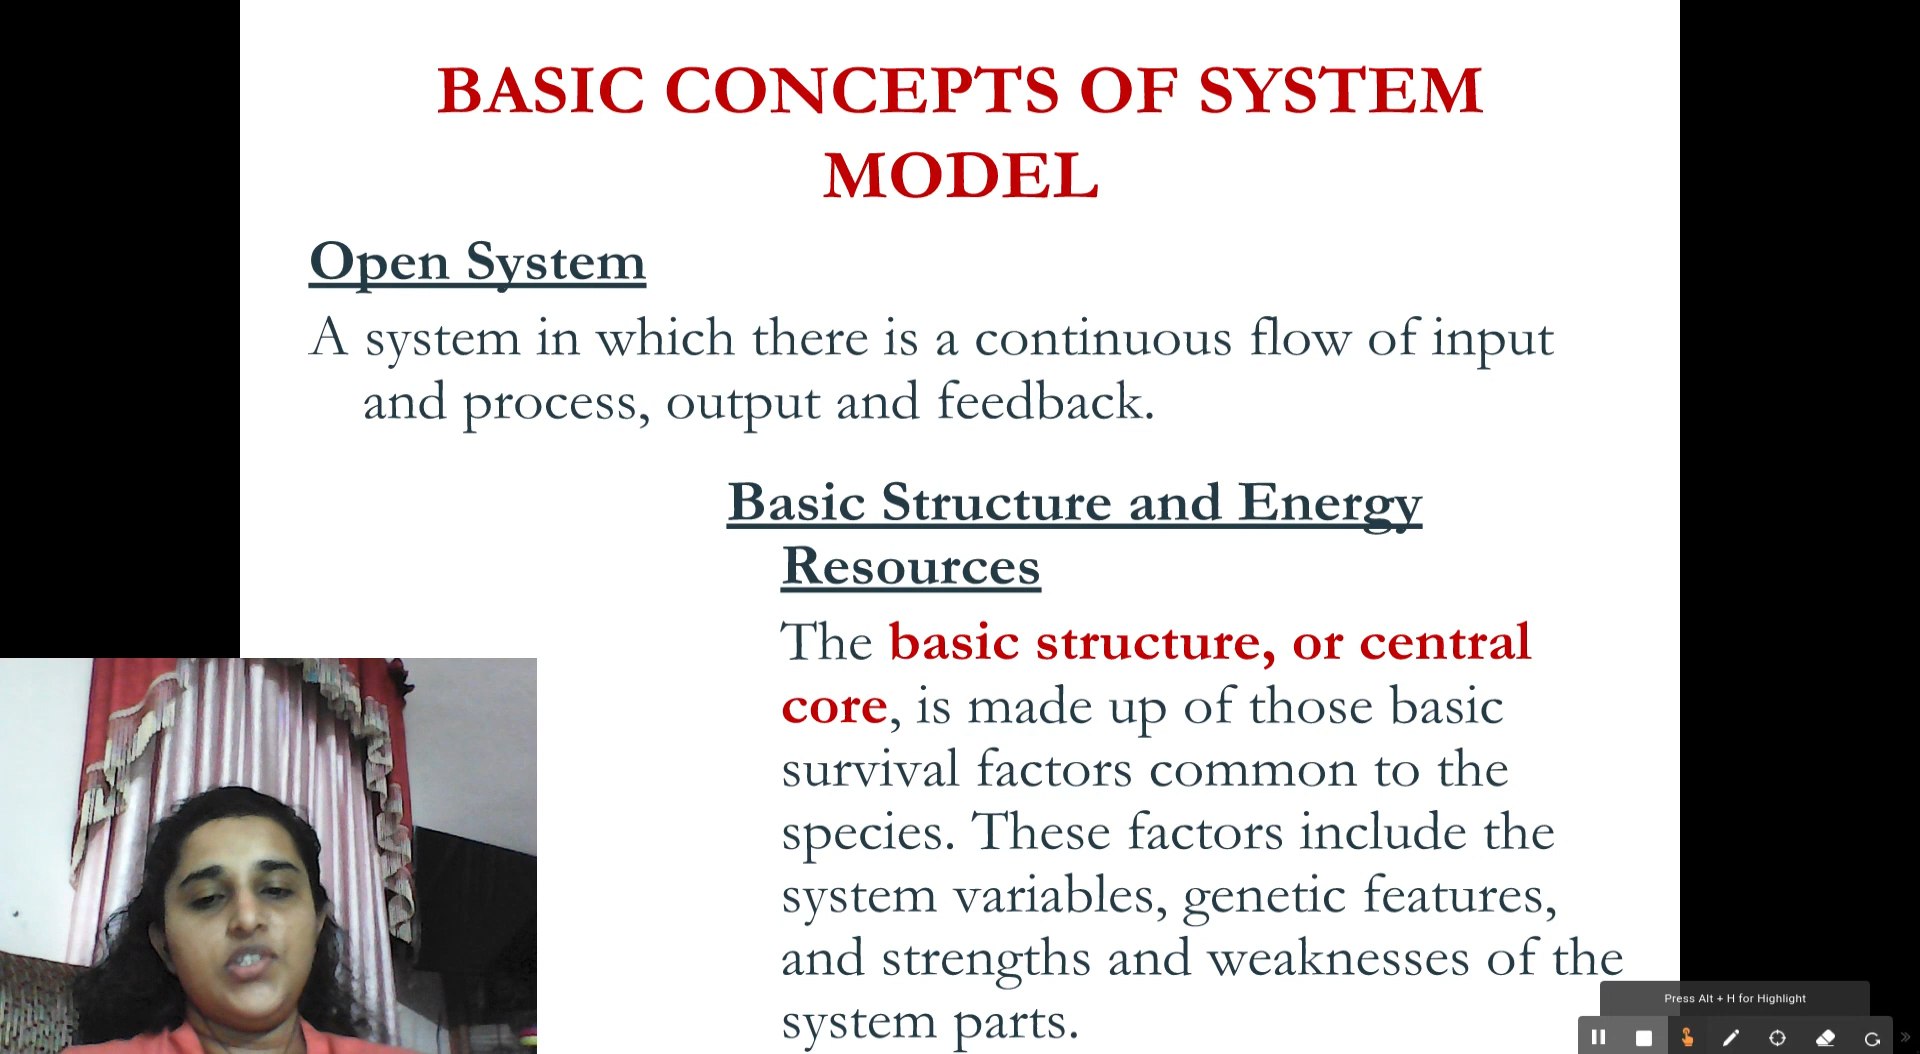 BASIC CONCEPTS OF SYSTEM
MODEL
Open System
A system in which there is a continuous flow of input
and process, output and feedback.
Basic Structure and Energy
Resources
The basic structure, or central
core, is made up of those basic
survival factors common to the
species. These factors include the
system variables, genetic features,
and strengths and weaknesses of the
system parts.
Press Alt + H for Highlight